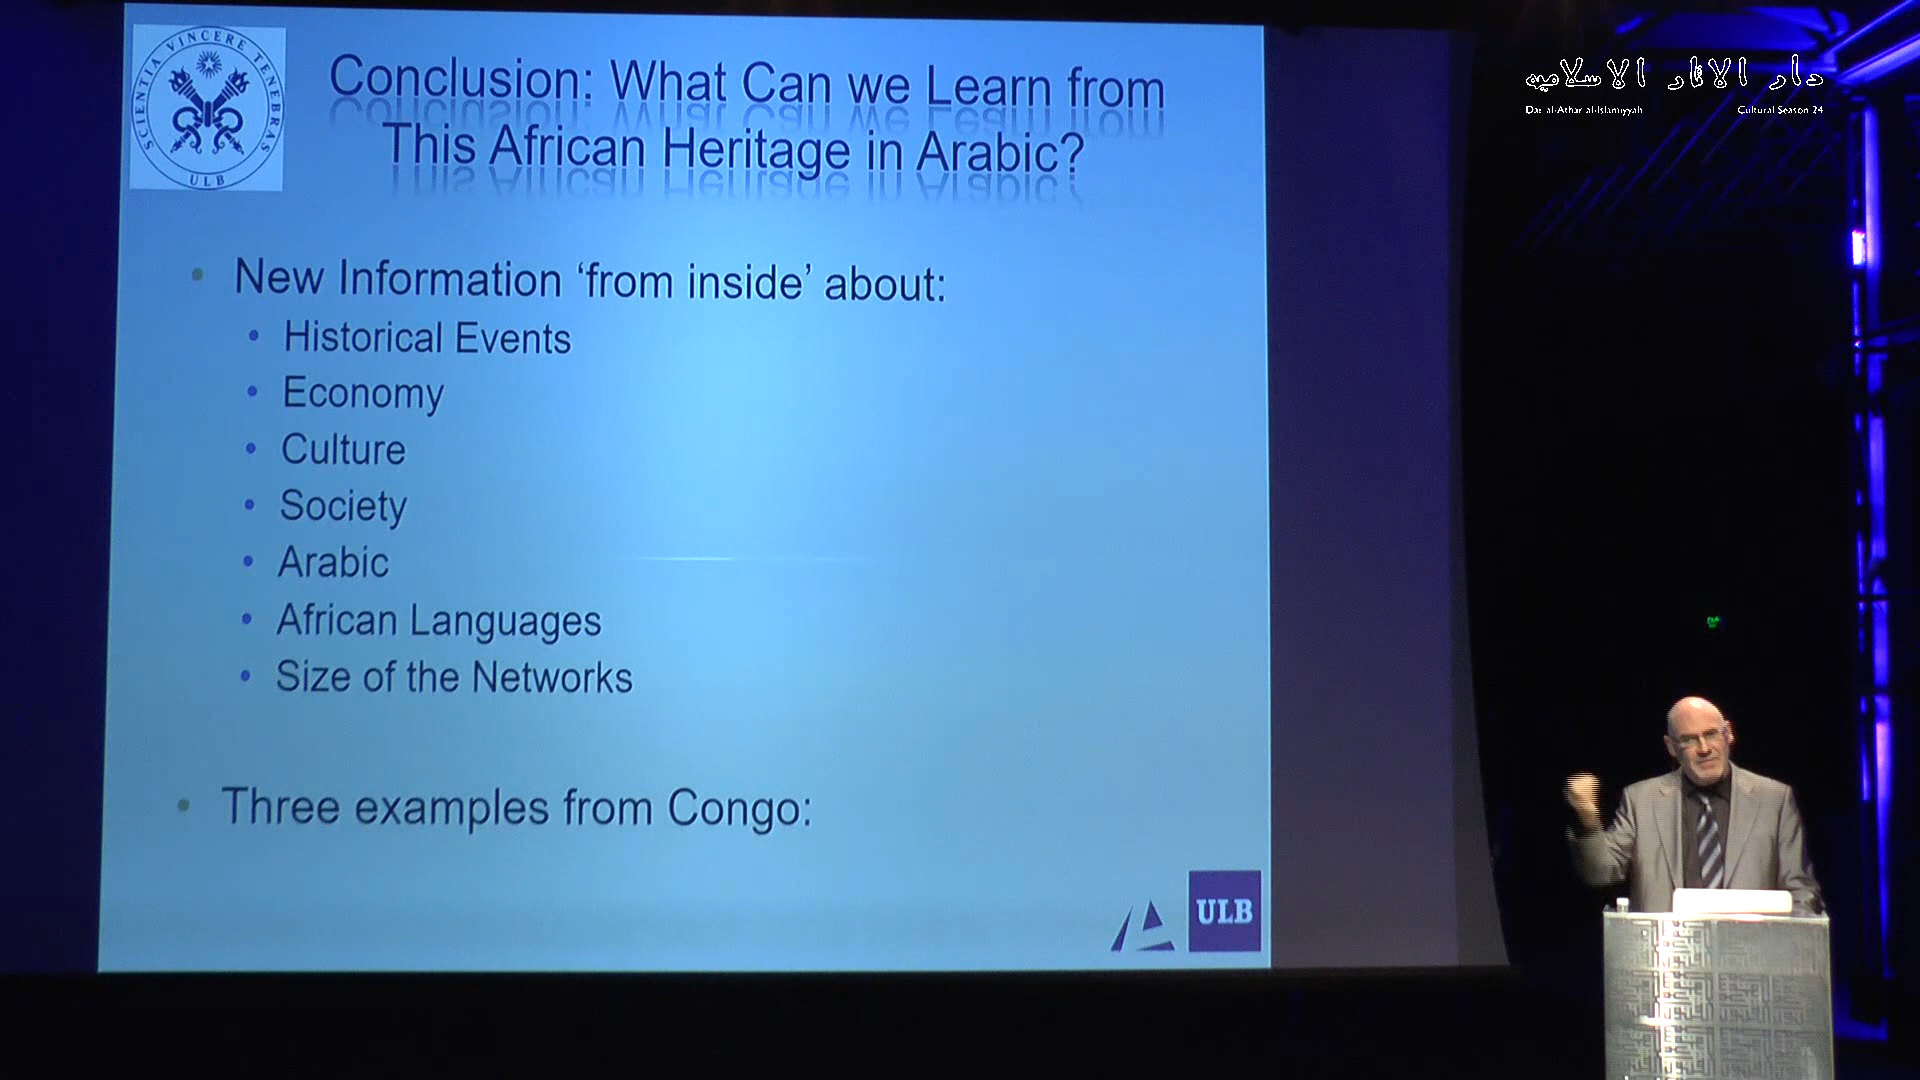 SCIENTIA VINCERE TENEBRAS
ULB
Conclusion: What Can we Learn from
This African Heritage in Arabic?
• New Information ‘from inside’ about:
• Historical Events
• Economy
• Culture
• Society
• Arabic
• African Languages
• Size of the Networks
• Three examples from Congo:
ULB
دار الآثار الاسلاميه
Dar al-Athar al-Islamiyyah
Cultural Season 24